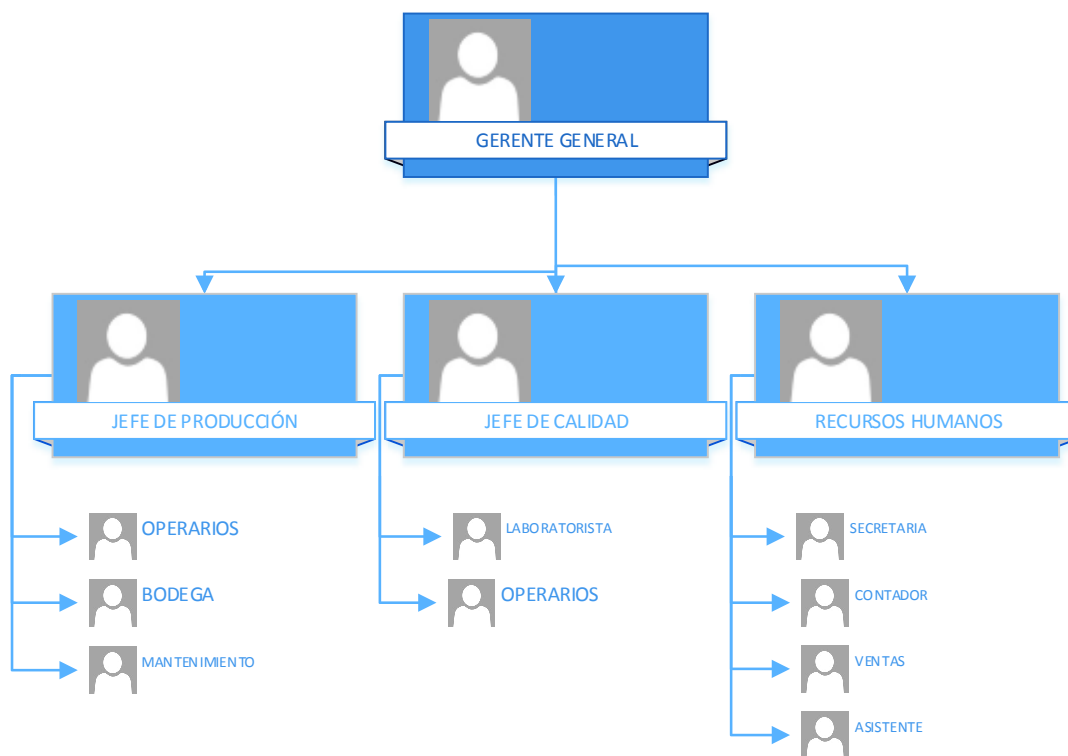 GERENTE GENERAL
JEFE DE PRODUCCIÓN
JEFE DE CALIDAD
RECURSOS HUMANOS
OPERARIOS
BODEGA
MANTENIMIENTO
LABORATORISTA
OPERARIOS
SECRETARIA
CONTADOR
VENTAS
ASISTENTE